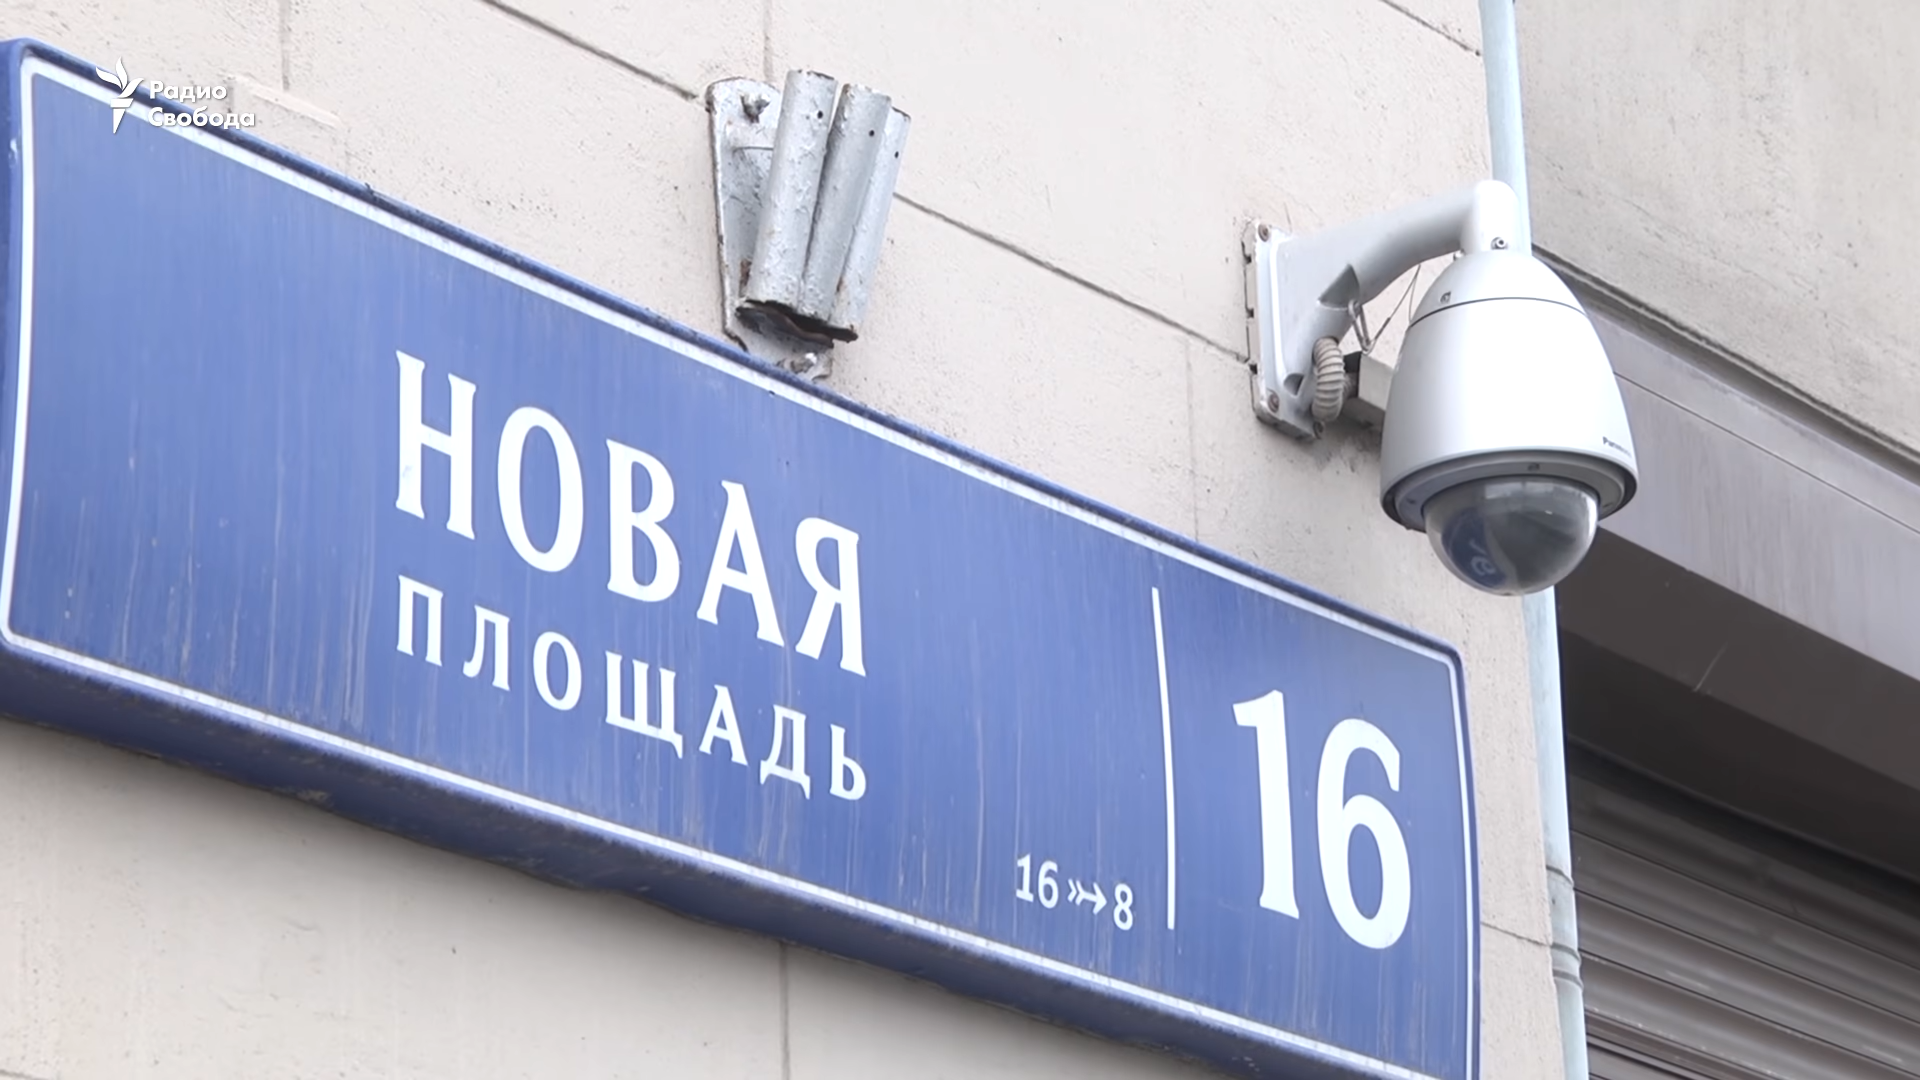 Радио
Свобода
НОВАЯ
ПЛОЩАДЬ
16
16 → 8